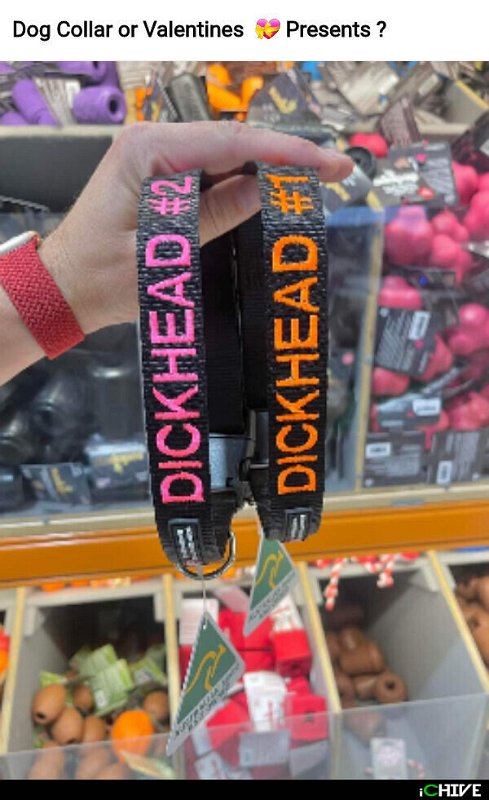 Dog Collar or Valentines 💝 Presents ?
DICKHEAD #2
DICKHEAD #1
iCHIVE